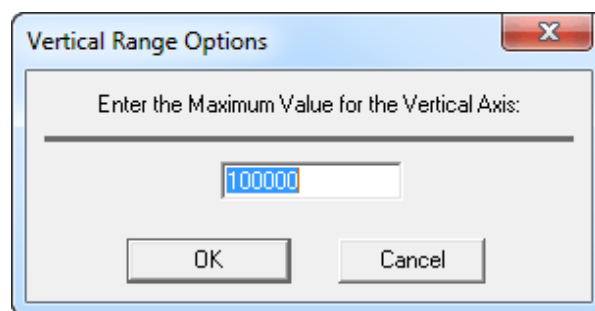 Vertical Range Options
Enter the Maximum Value for the Vertical Axis:
100000
OK Cancel